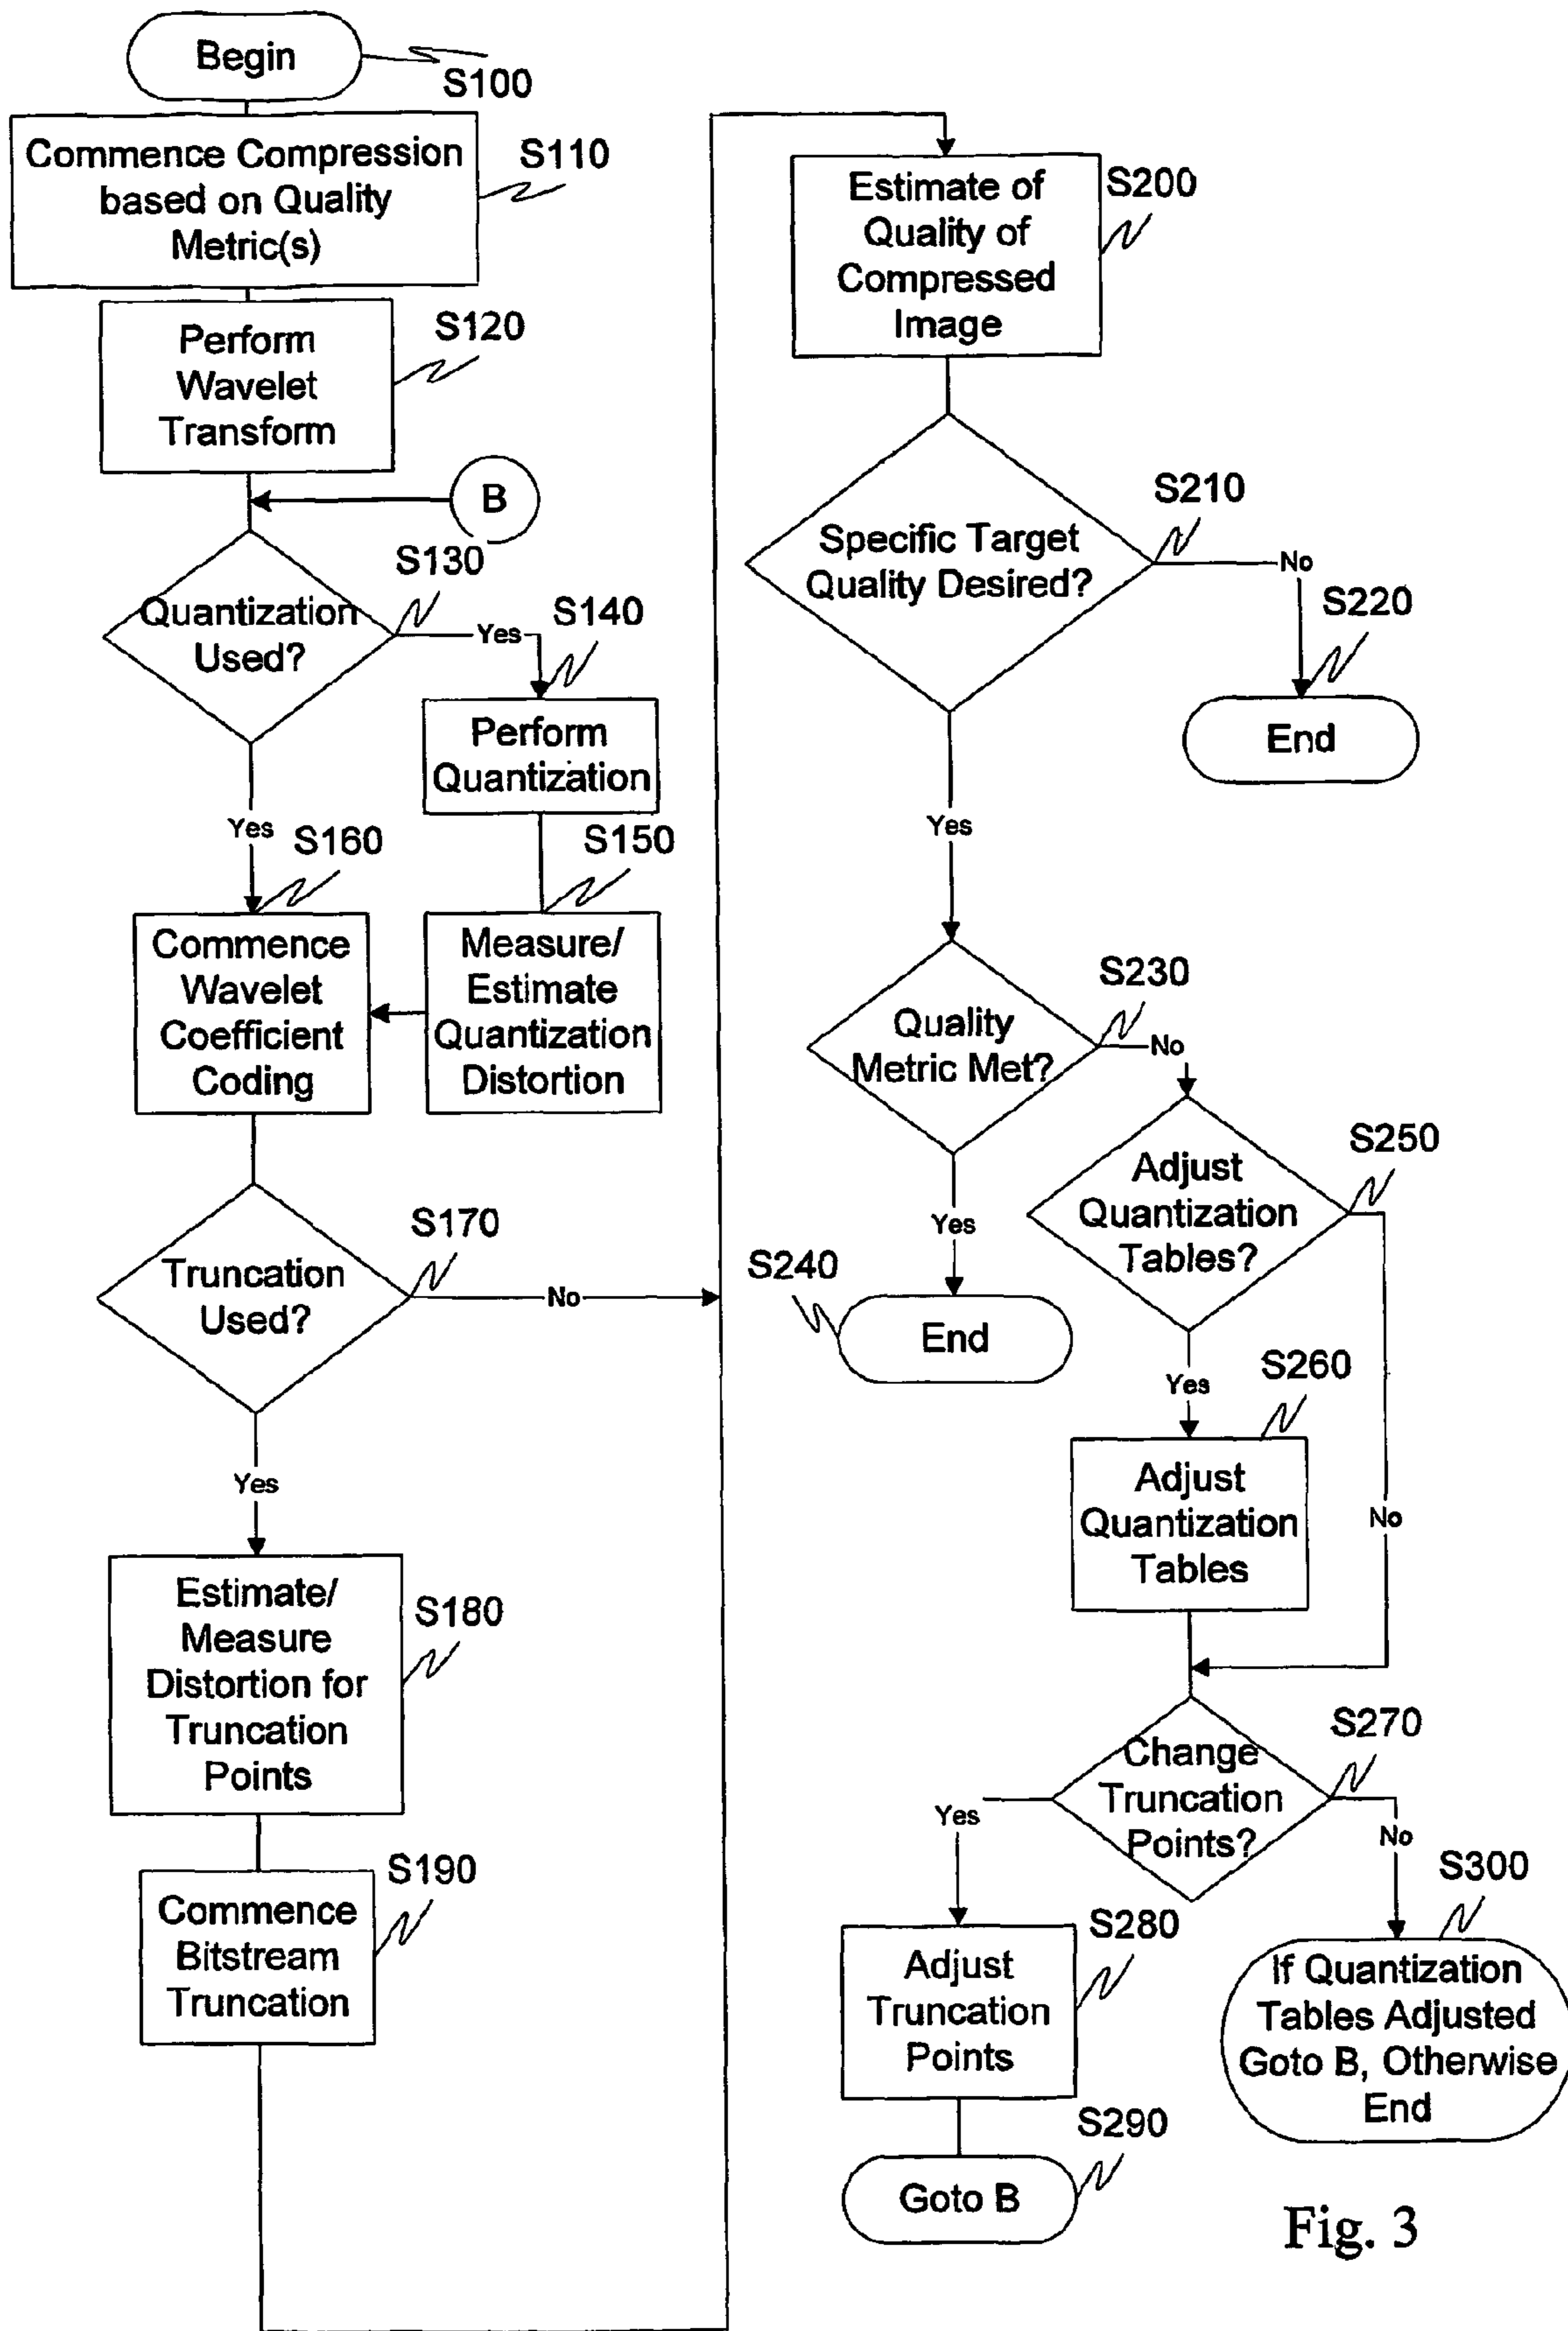 Begin
S100
Commence Compression
based on Quality
Metric(s)
S110
Perform
Wavelet
Transform
S120
B
Quantization
Used?
S130
Yes
S140
Perform
Quantization
Yes
S160
S150
Commence
Wavelet
Coefficient
Coding
Measure/
Estimate
Quantization
Distortion
Truncation
Used?
S170
No
Yes
Estimate/
Measure
Distortion for
Truncation
Points
S180
Commence
Bitstream
Truncation
S190
Estimate of
Quality of
Compressed
Image
S200
Specific Target
Quality Desired?
S210
No
S220
End
Yes
Quality
Metric Met?
S230
No
Yes
S240
End
Adjust
Quantization
Tables?
S250
Yes
S260
No
Adjust
Quantization
Tables
Change
Truncation
Points?
S270
Yes
No
S280
Adjust
Truncation
Points
S300
If Quantization
Tables Adjusted
Goto B, Otherwise
End
S290
Goto B
Fig. 3